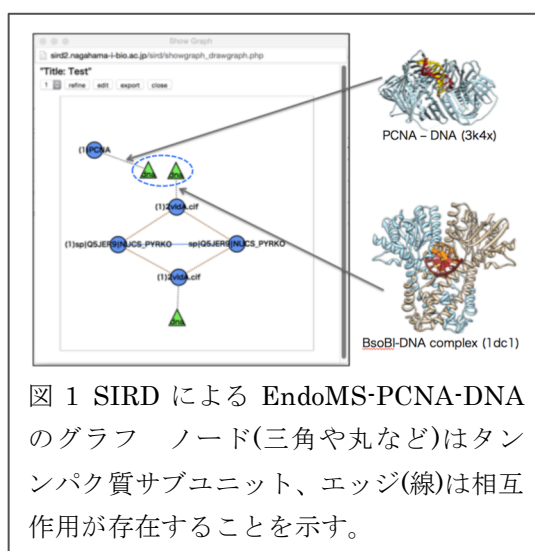 Show Graph
sird2.nagahama-i-bio.ac.jp/sird/showgraph_drawgraph.php
"Title: Test"
1 refine edit export close
(1)PCNA
dna dna
(1)2vldA.cif
(1)sp|Q5JER9|NUCS_PYRKO sp|Q5JER9|NUCS_PYRKO
(1)2vldA.cif
dna
PCNA – DNA (3k4x)
BsoBI-DNA complex (1dc1)
図 1 SIRD による EndoMS-PCNA-DNA
のグラフ ノード(三角や丸など)はタン
ンパク質サブユニット、エッジ(線)は相互
作用が存在することを示す。